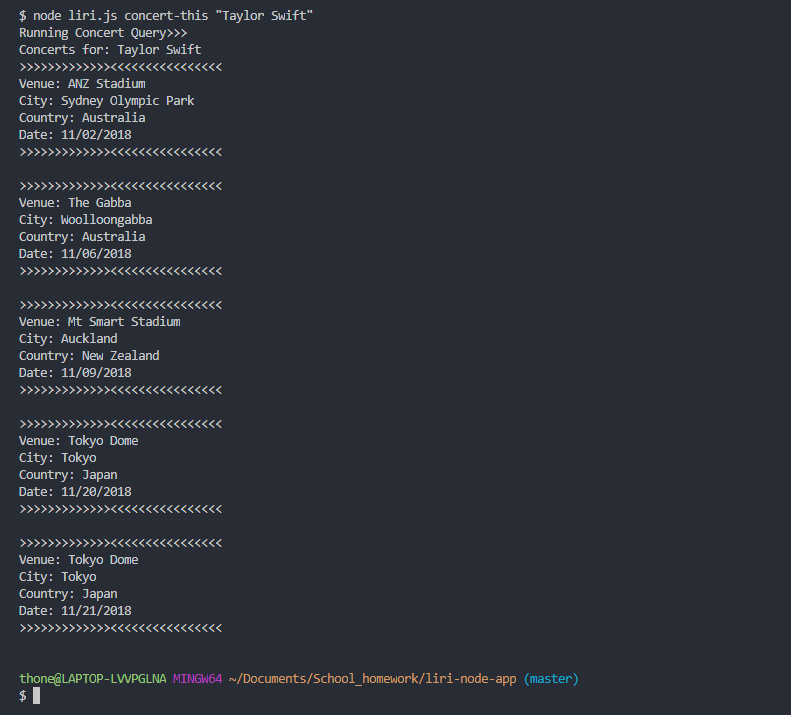 $ node liri.js concert-this "Taylor Swift"
Running Concert Query>>>
Concerts for: Taylor Swift
>>>>>>>>>>>>><<<<<<<<<<<<<<<<
Venue: ANZ Stadium
City: Sydney Olympic Park
Country: Australia
Date: 11/02/2018
>>>>>>>>>>>>><<<<<<<<<<<<<<<<
>>>>>>>>>>>>><<<<<<<<<<<<<<<<
Venue: The Gabba
City: Woolloongabba
Country: Australia
Date: 11/06/2018
>>>>>>>>>>>>><<<<<<<<<<<<<<<<
>>>>>>>>>>>>><<<<<<<<<<<<<<<<
Venue: Mt Smart Stadium
City: Auckland
Country: New Zealand
Date: 11/09/2018
>>>>>>>>>>>>><<<<<<<<<<<<<<<<
>>>>>>>>>>>>><<<<<<<<<<<<<<<<
Venue: Tokyo Dome
City: Tokyo
Country: Japan
Date: 11/20/2018
>>>>>>>>>>>>><<<<<<<<<<<<<<<<
>>>>>>>>>>>>><<<<<<<<<<<<<<<<
Venue: Tokyo Dome
City: Tokyo
Country: Japan
Date: 11/21/2018
>>>>>>>>>>>>><<<<<<<<<<<<<<<<
thone@LAPTOP-LVVPGLNA MINGW64 ~/Documents/School_homework/liri-node-app (master)
$